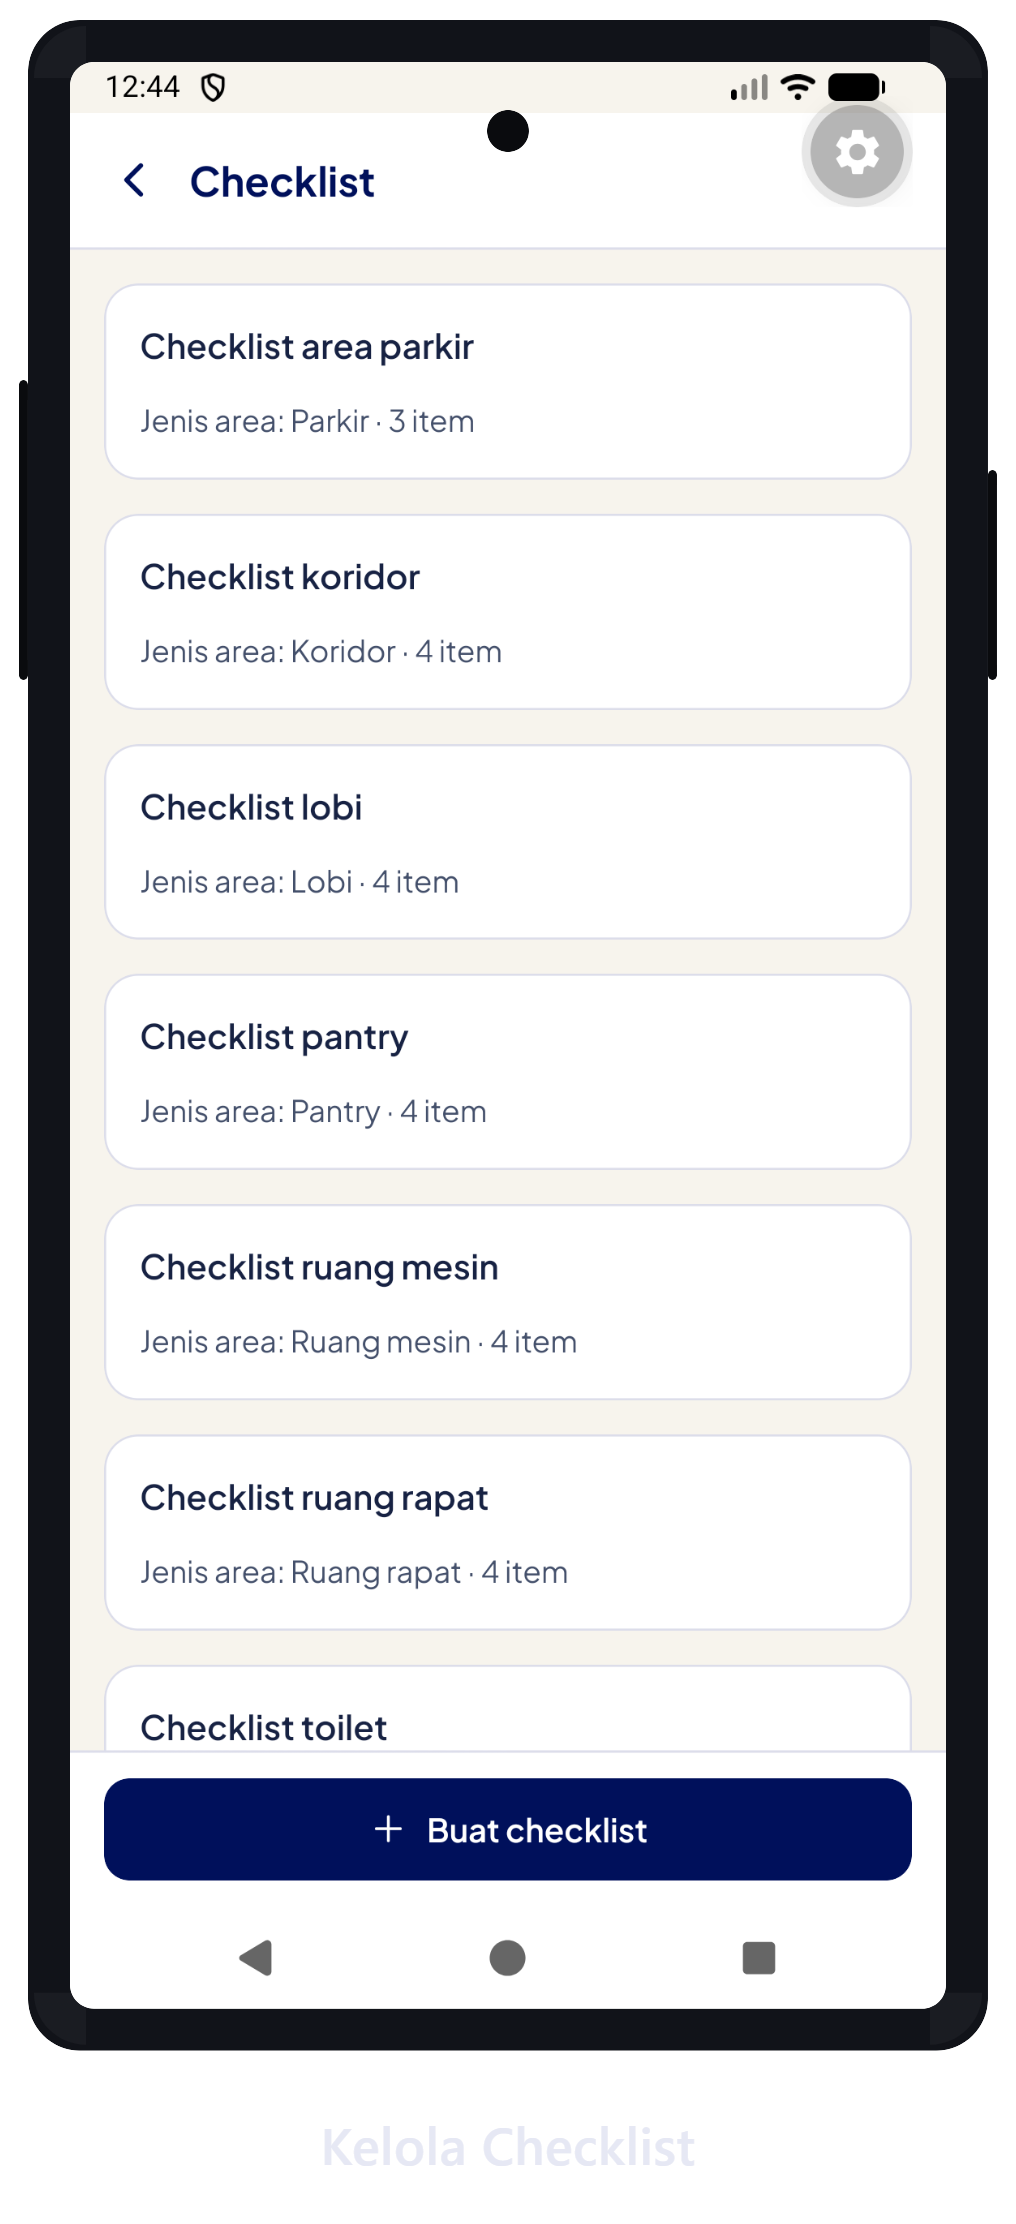 12:44
Checklist
Checklist area parkir
Jenis area: Parkir · 3 item
Checklist koridor
Jenis area: Koridor · 4 item
Checklist lobi
Jenis area: Lobi · 4 item
Checklist pantry
Jenis area: Pantry · 4 item
Checklist ruang mesin
Jenis area: Ruang mesin · 4 item
Checklist ruang rapat
Jenis area: Ruang rapat · 4 item
Checklist toilet
+ Buat checklist
Kelola Checklist